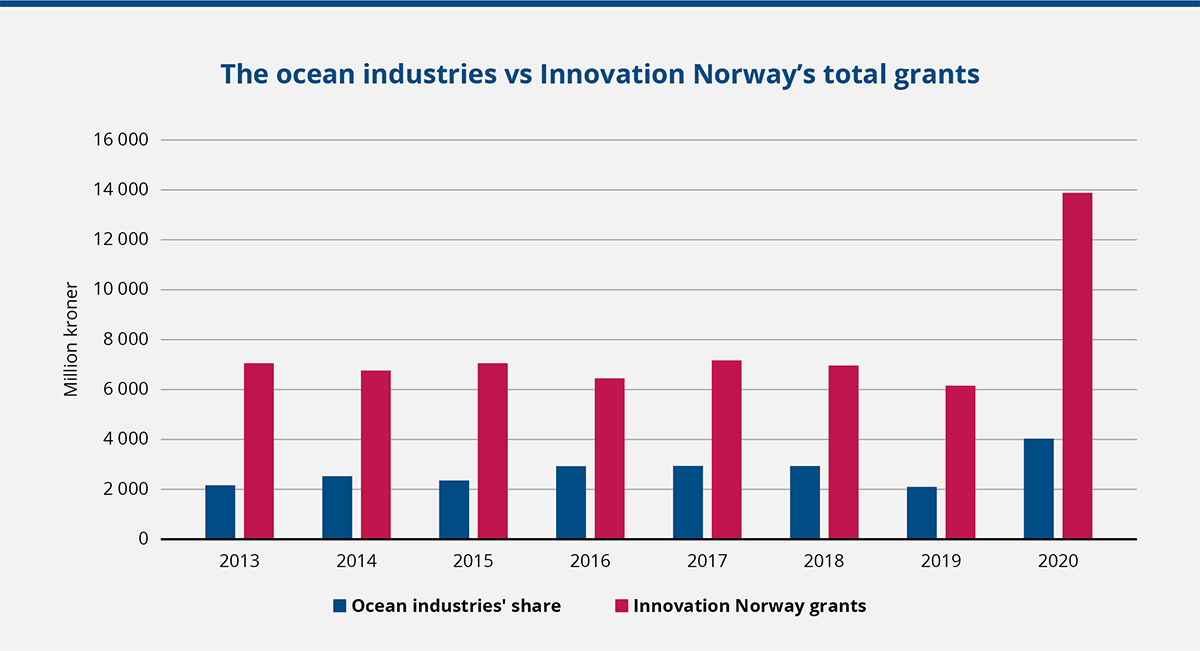 The ocean industries vs Innovation Norway’s total grants
16 000
14 000
12 000
10 000
8 000
6 000
4 000
2 000
0
Million kroner
2013 2014 2015 2016 2017 2018 2019 2020
Ocean industries' share Innovation Norway grants